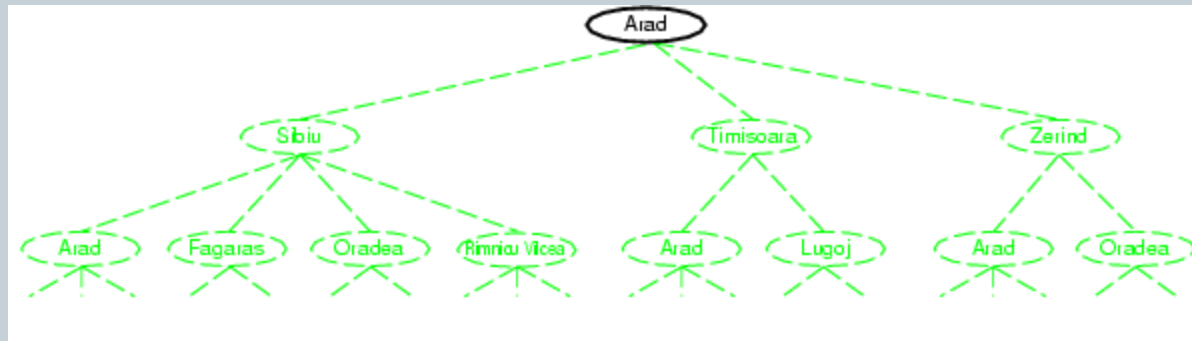 Arad
Sibiu Timisoara Zerind
Arad Fagaras Oradea Rimnicu Vilcea Arad Lugoj Arad Oradea